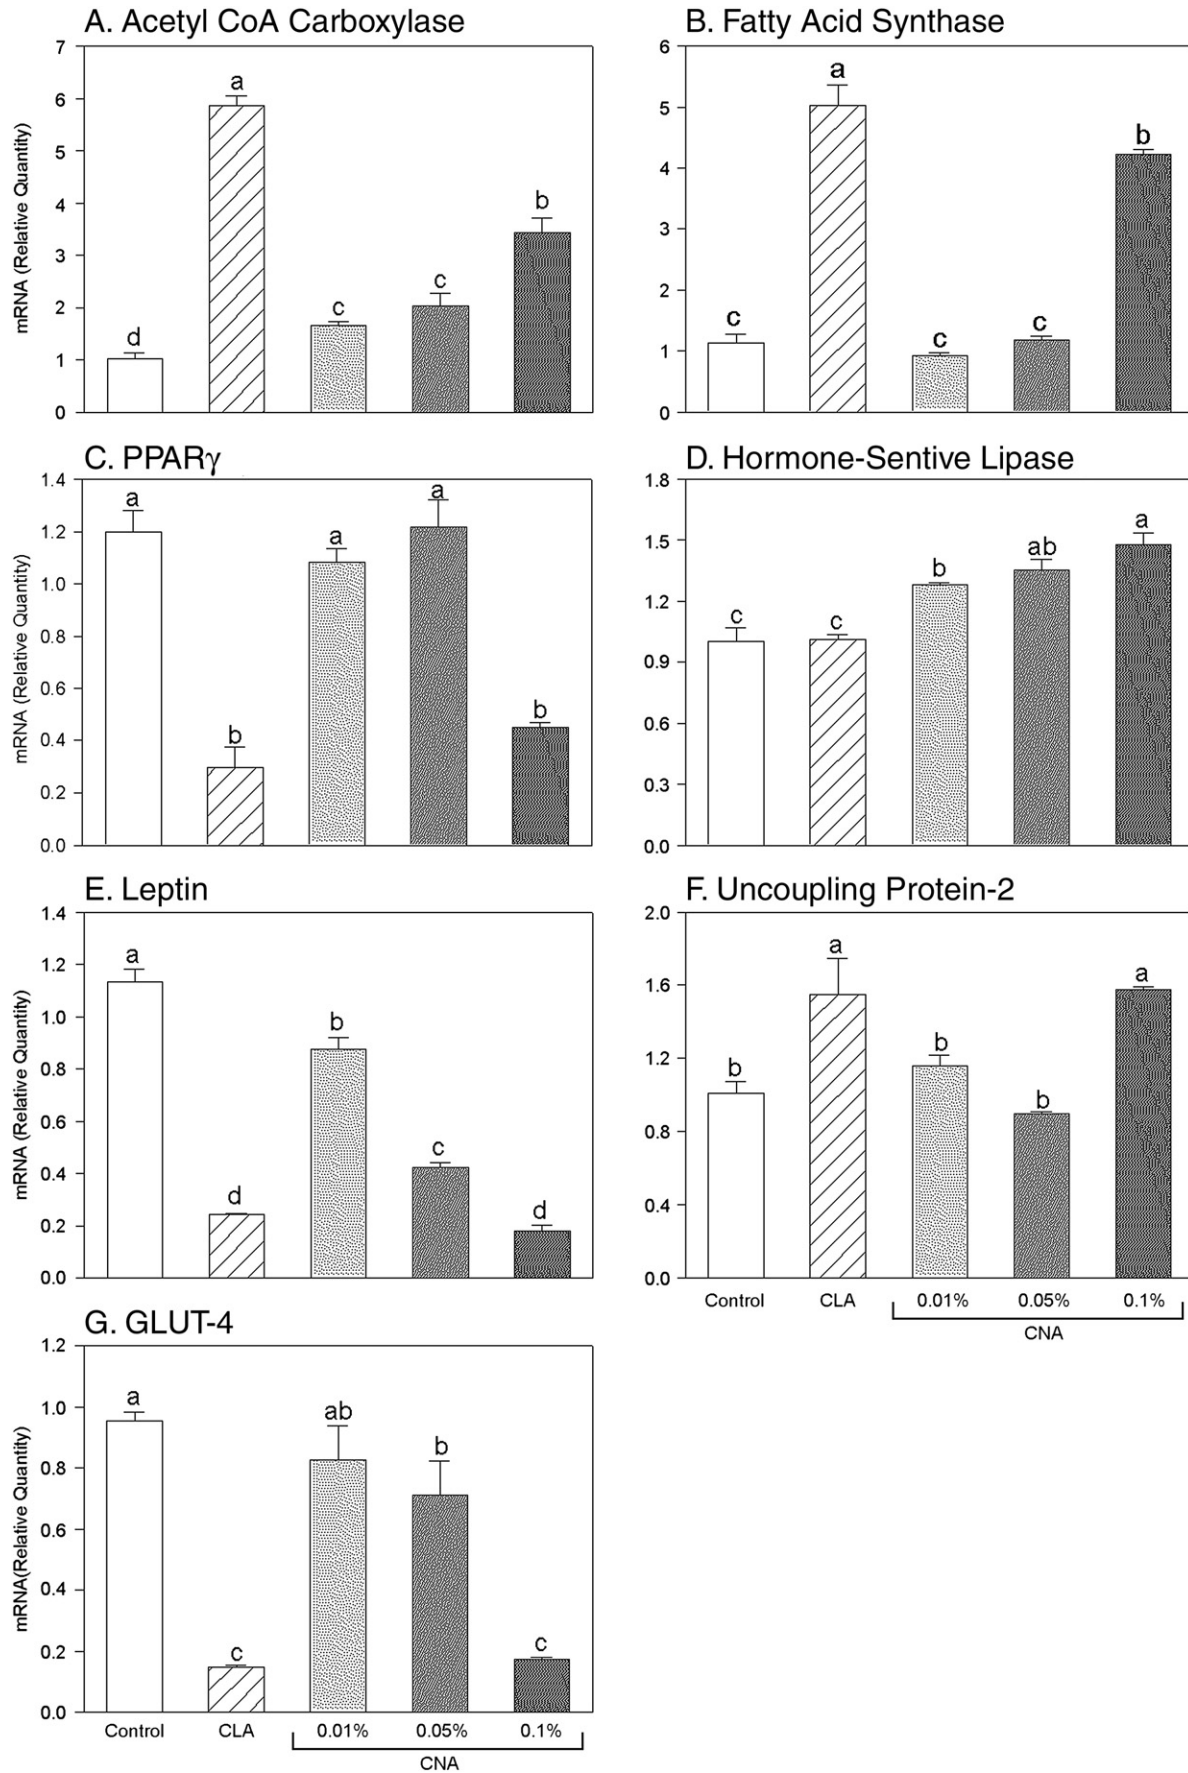 A. Acetyl CoA Carboxylase
mRNA (Relative Quantity)
7
6
5
4
3
2
1
0
d
a
c
c
b
B. Fatty Acid Synthase
6
5
4
3
2
1
0
c
a
c
c
b
C. PPARγ
mRNA (Relative Quantity)
1.4
1.2
1.0
0.8
0.6
0.4
0.2
0.0
a
b
a
a
b
D. Hormone-Sentive Lipase
1.8
1.5
1.2
0.9
0.6
0.3
0.0
c
c
b
ab
a
E. Leptin
mRNA (Relative Quantity)
1.4
1.2
1.0
0.8
0.6
0.4
0.2
0.0
a
d
b
c
d
F. Uncoupling Protein-2
2.0
1.6
1.2
0.8
0.4
0.0
b
a
b
b
a
Control CLA 0.01% 0.05% 0.1%
CNA
G. GLUT-4
mRNA(Relative Quantity)
1.2
1.0
0.8
0.6
0.4
0.2
0.0
a
c
ab
b
c
Control CLA 0.01% 0.05% 0.1%
CNA